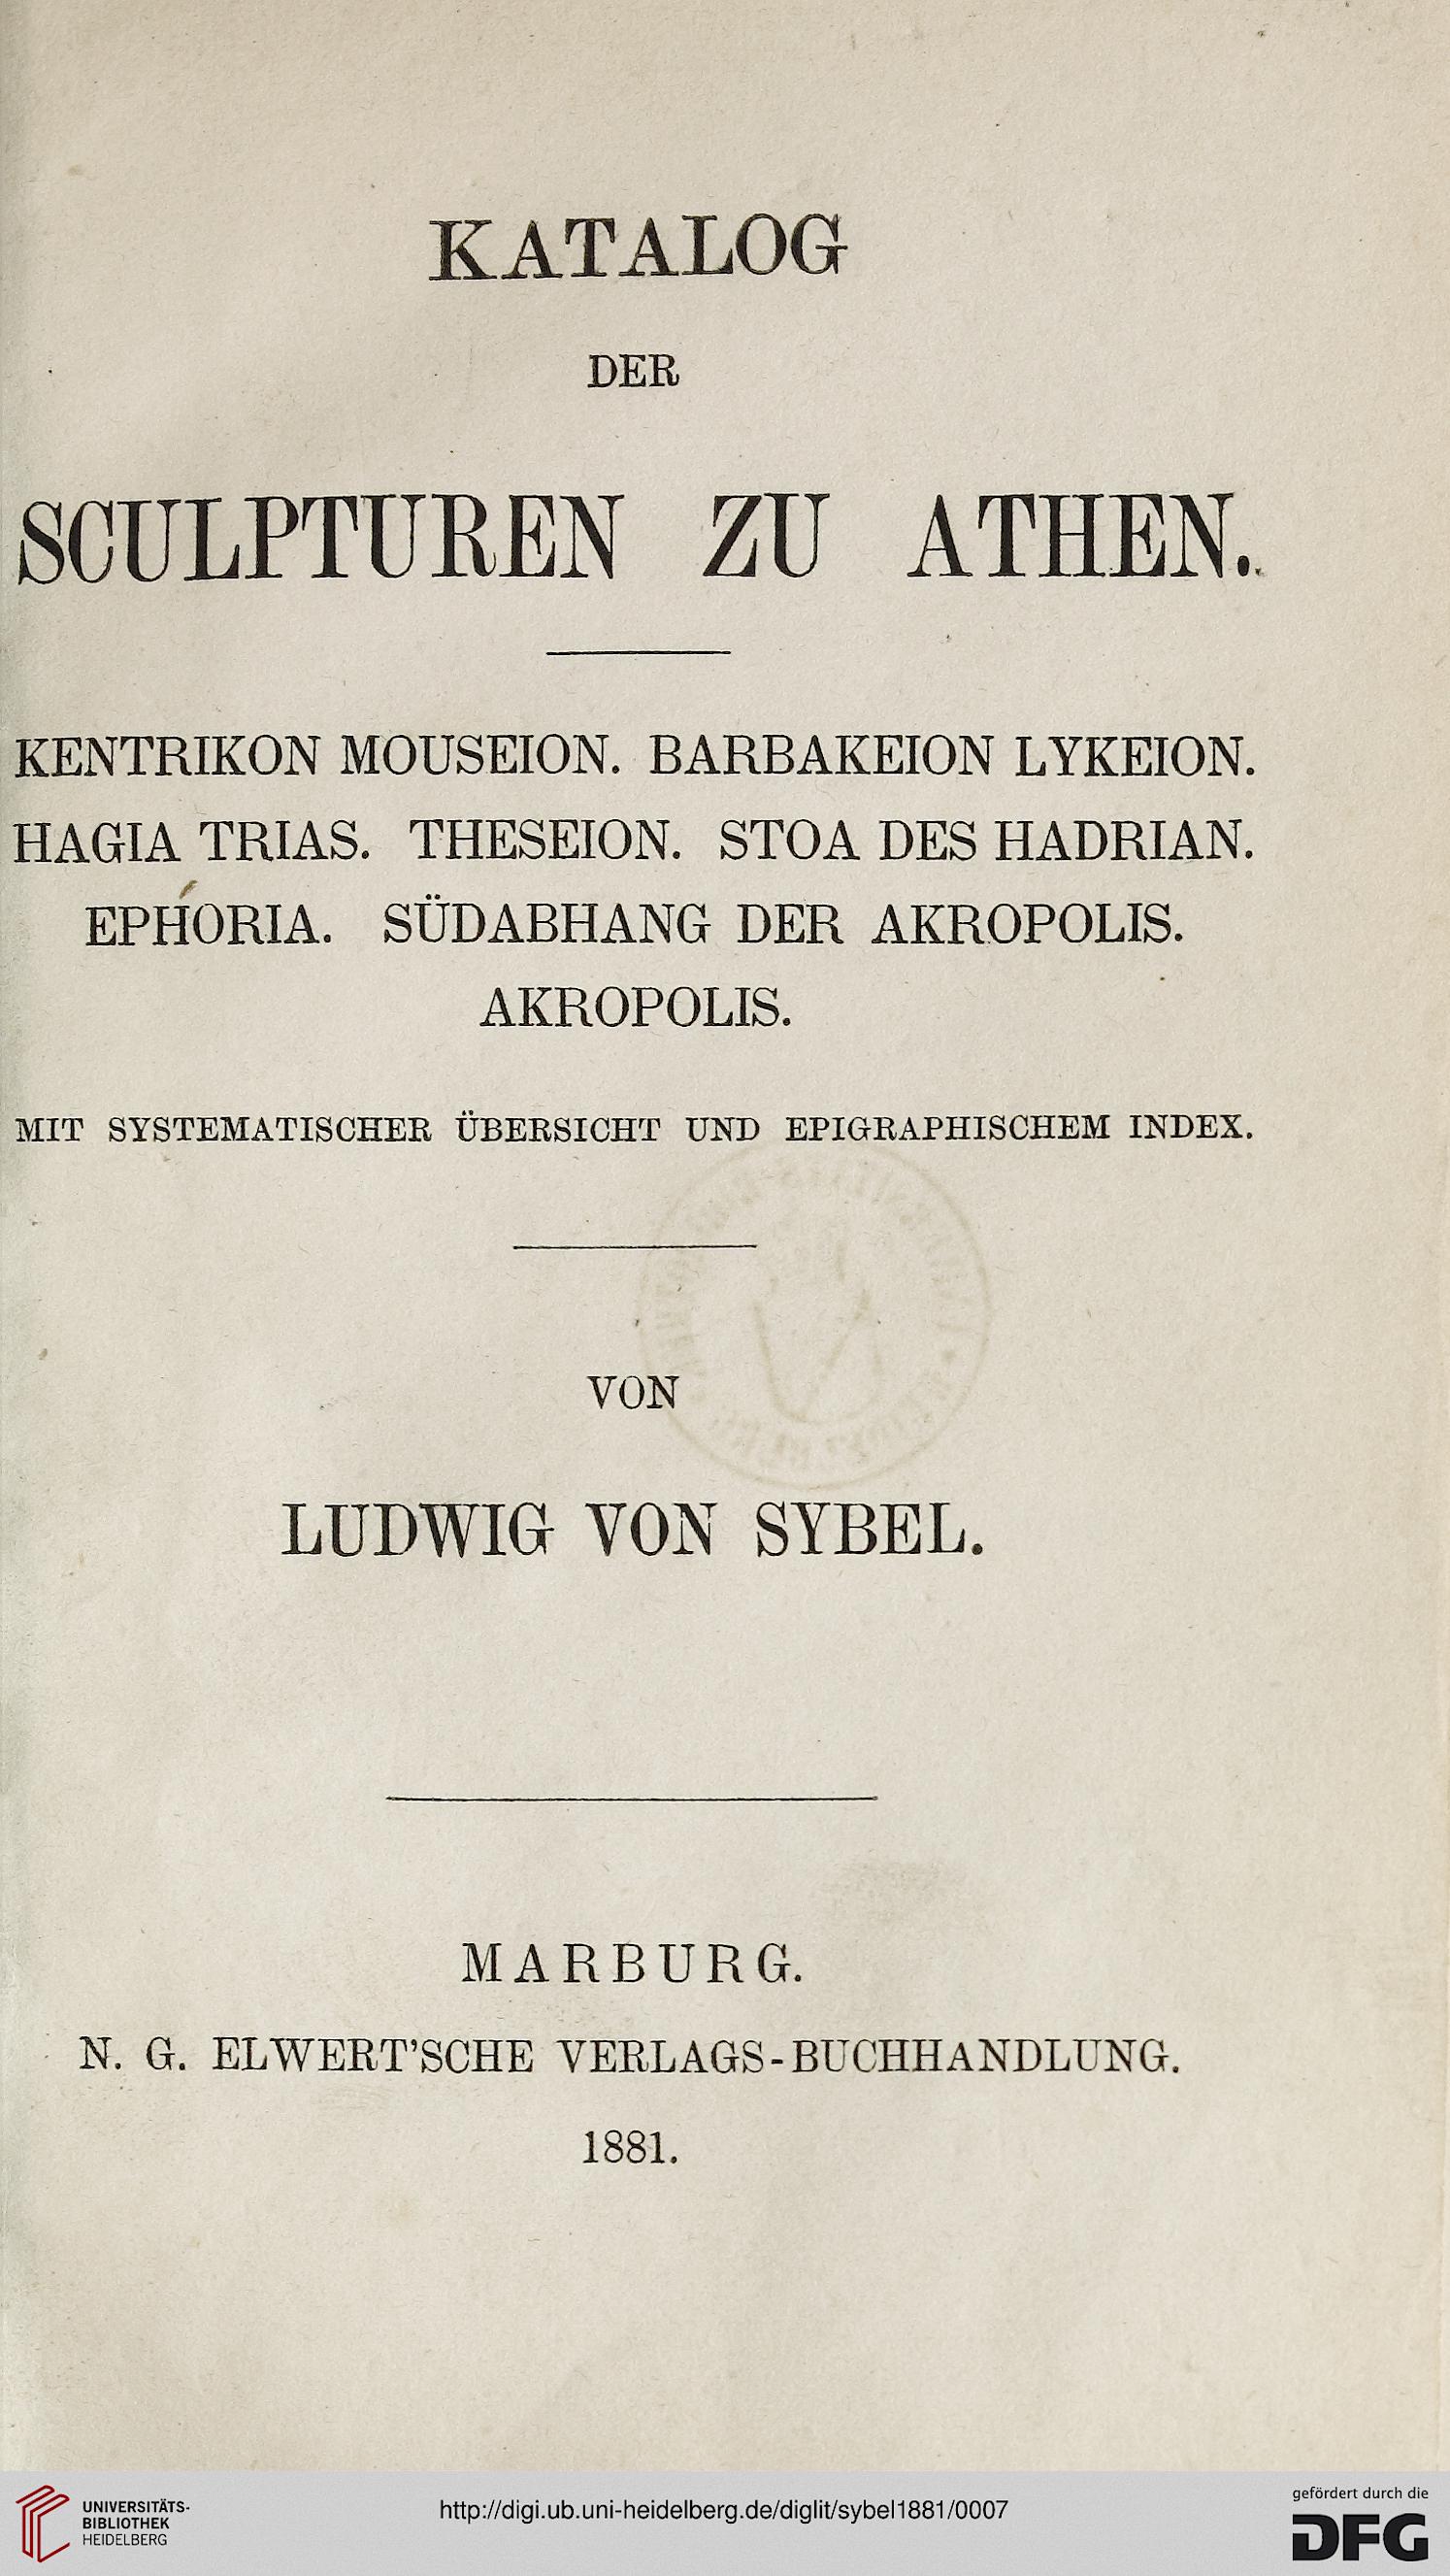 KATALOG
DER
SCULPTUREN ZU ATHEN.
KENTRIKON MOUSEION. BARBAKEION LYKEION.
HAGIA TRIAS. THESEION. STOA DES HADRIAN.
EPHORIA. SÜDABHANG DER AKROPOLIS.
AKROPOLIS.
MIT SYSTEMATISCHER ÜBERSICHT UND EPIGRAPHISCHEM INDEX.
VON
LUDWIG VON SYBEL.
MARBURG.
N. G. ELWERT'SCHE VERLAGS-BUCHHANDLUNG.
1881.
UNIVERSITÄTS-
BIBLIOTHEK
HEIDELBERG
http://digi.ub.uni-heidelberg.de/diglit/sybel1881/0007
gefördert durch die
DFG